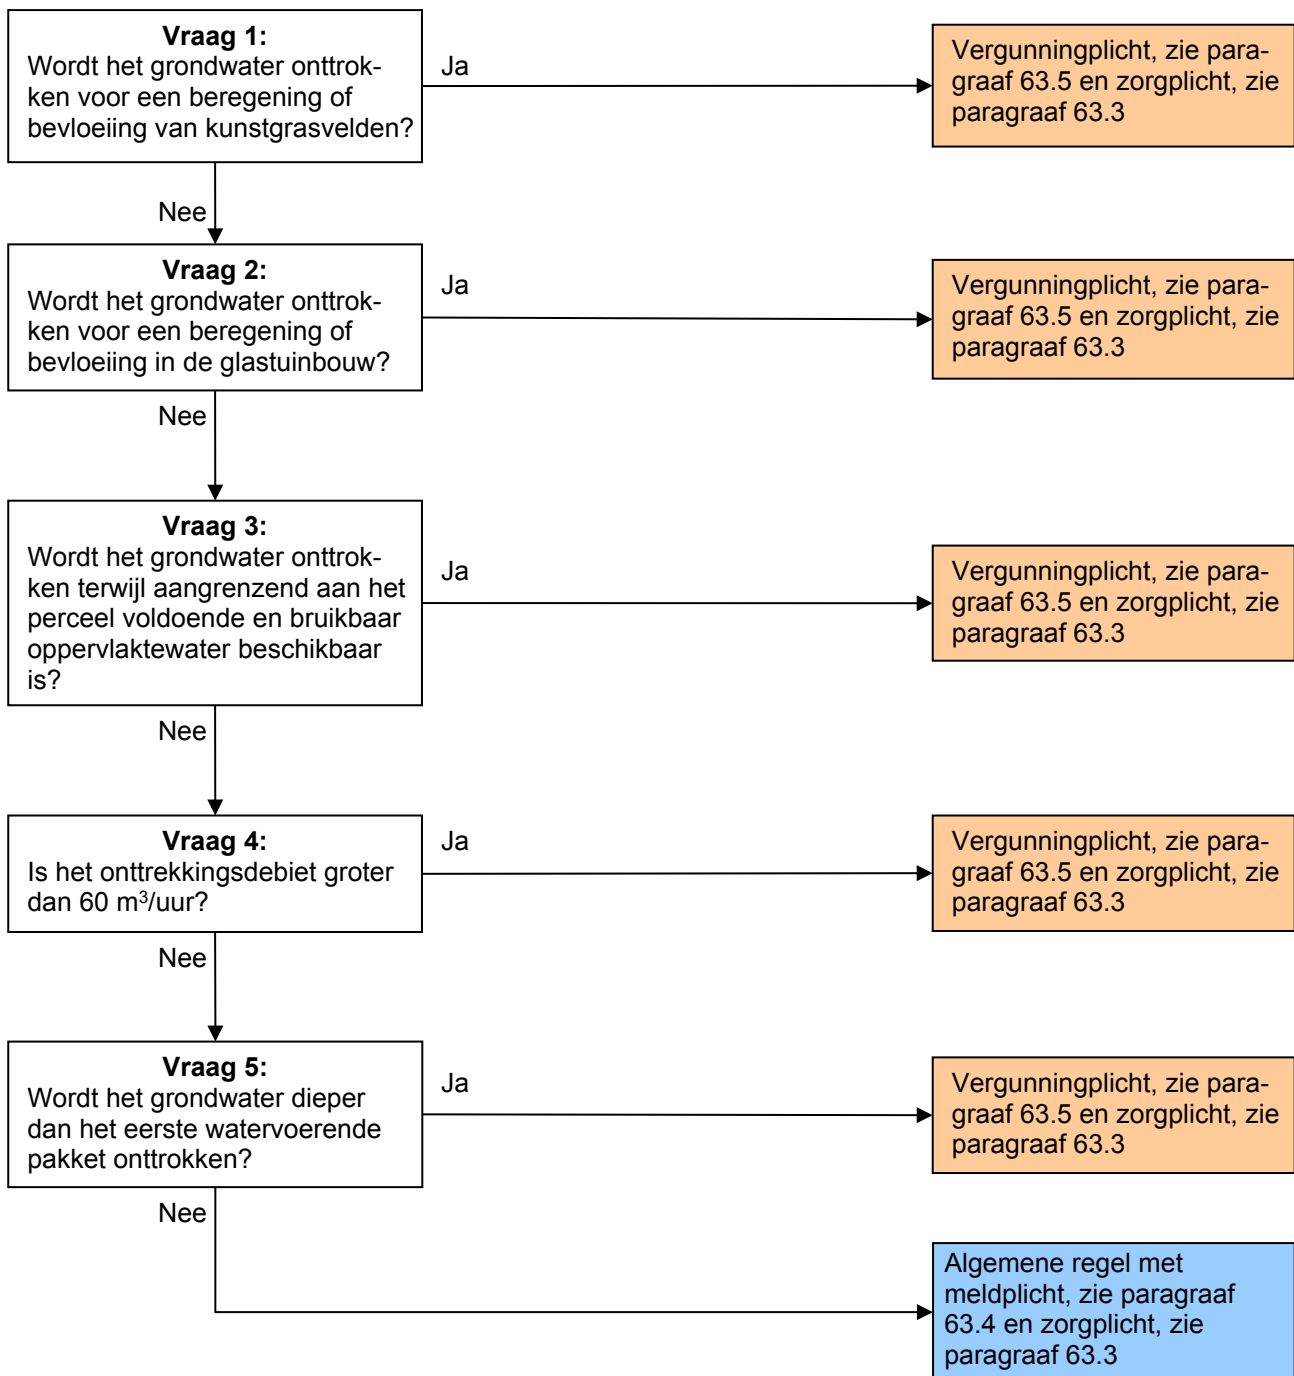 Vraag 1:
Wordt het grondwater onttrok-
ken voor een beregening of
bevloeiing van kunstgrasvelden?
Ja
Vergunningplicht, zie para-
graaf 63.5 en zorgplicht, zie
paragraaf 63.3
Nee
Vraag 2:
Wordt het grondwater onttrok-
ken voor een beregening of
bevloeiing in de glastuinbouw?
Ja
Vergunningplicht, zie para-
graaf 63.5 en zorgplicht, zie
paragraaf 63.3
Nee
Vraag 3:
Wordt het grondwater onttrok-
ken terwijl aangrenzend aan het
perceel voldoende en bruikbaar
oppervlaktewater beschikbaar
is?
Ja
Vergunningplicht, zie para-
graaf 63.5 en zorgplicht, zie
paragraaf 63.3
Nee
Vraag 4:
Is het onttrekkingsdebiet groter
dan 60 m³/uur?
Ja
Vergunningplicht, zie para-
graaf 63.5 en zorgplicht, zie
paragraaf 63.3
Nee
Vraag 5:
Wordt het grondwater dieper
dan het eerste watervoerende
pakket onttrokken?
Ja
Vergunningplicht, zie para-
graaf 63.5 en zorgplicht, zie
paragraaf 63.3
Nee
Algemene regel met
meldplicht, zie paragraaf
63.4 en zorgplicht, zie
paragraaf 63.3